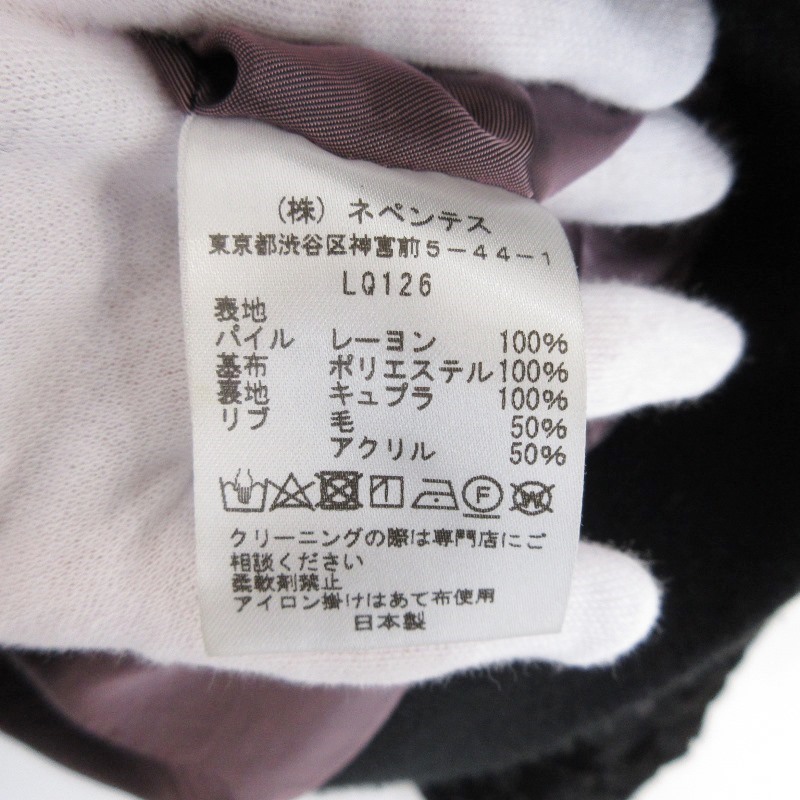 (株) ネペンテス
東京都渋谷区神宮前5-44-1
LQ126
表地
パイル レーヨン 100%
基布 ポリエステル 100%
裏地 キュプラ 100%
リブ 毛 50%
アクリル 50%
F W
クリーニングの際は専門店にご
相談ください
柔軟剤禁止
アイロン掛けはあて布使用
日本製